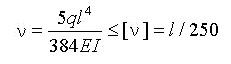 ν = 5ql⁴ / 384EI ≤ [ν] = l / 250